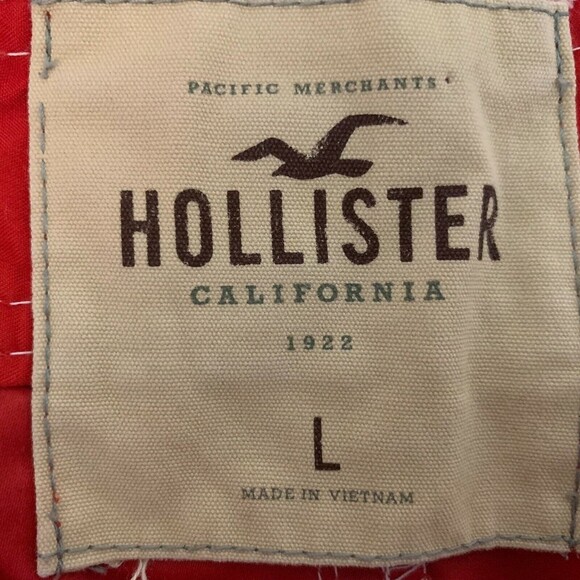 PACIFIC MERCHANTS
HOLLISTER
CALIFORNIA
1922
L
MADE IN VIETNAM